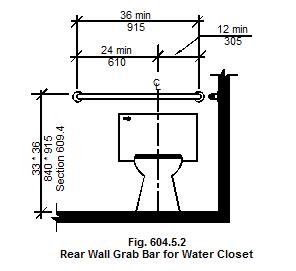 36 min
915
12 min
305
24 min
610
CL
33 * 36
840 * 915
Section 609.4
Fig. 604.5.2
Rear Wall Grab Bar for Water Closet